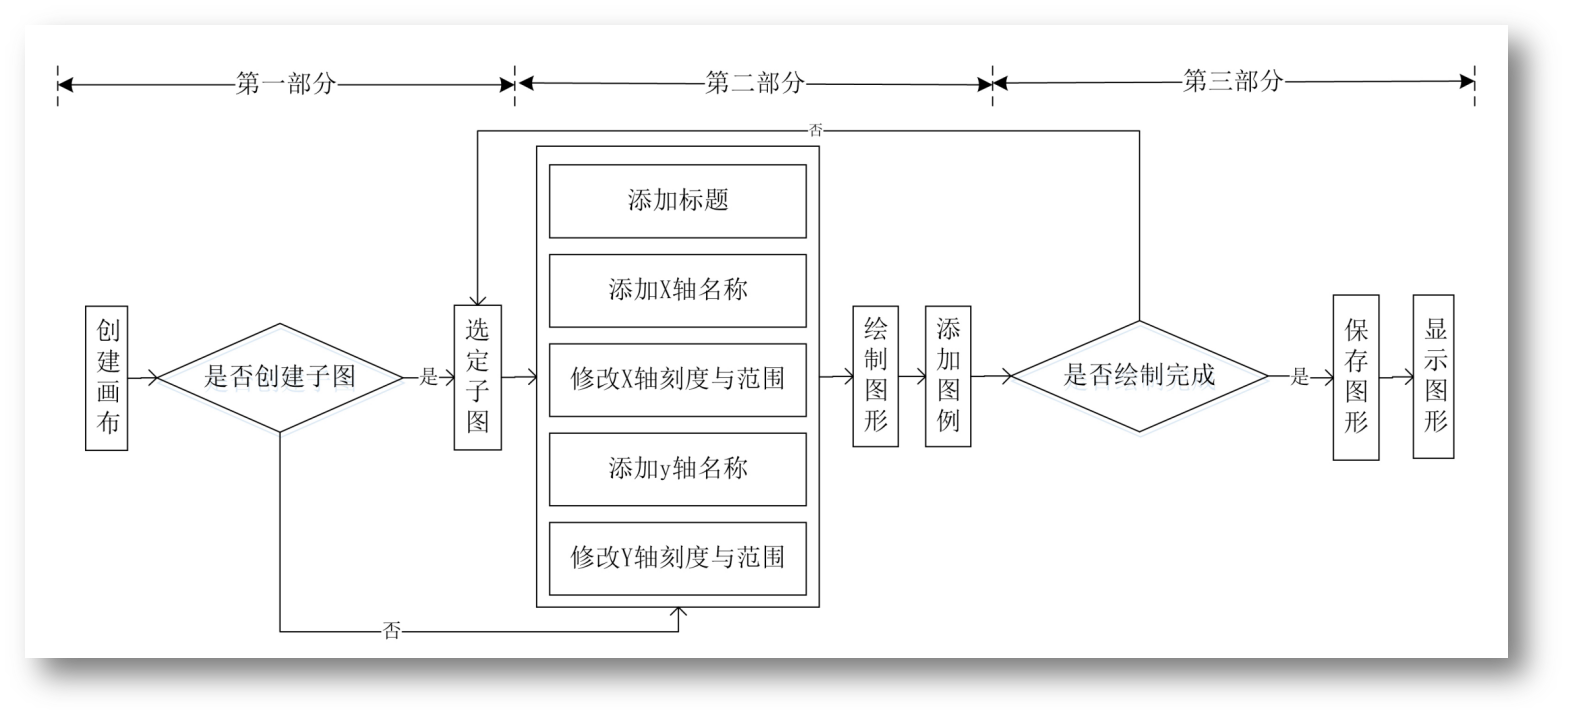 第一部分
第二部分
第三部分
否
创建画布
是否创建子图
是
选定子图
添加标题
添加X轴名称
修改X轴刻度与范围
添加y轴名称
修改Y轴刻度与范围
绘制图形
添加图例
是否绘制完成
是
保存图形
显示图形
否